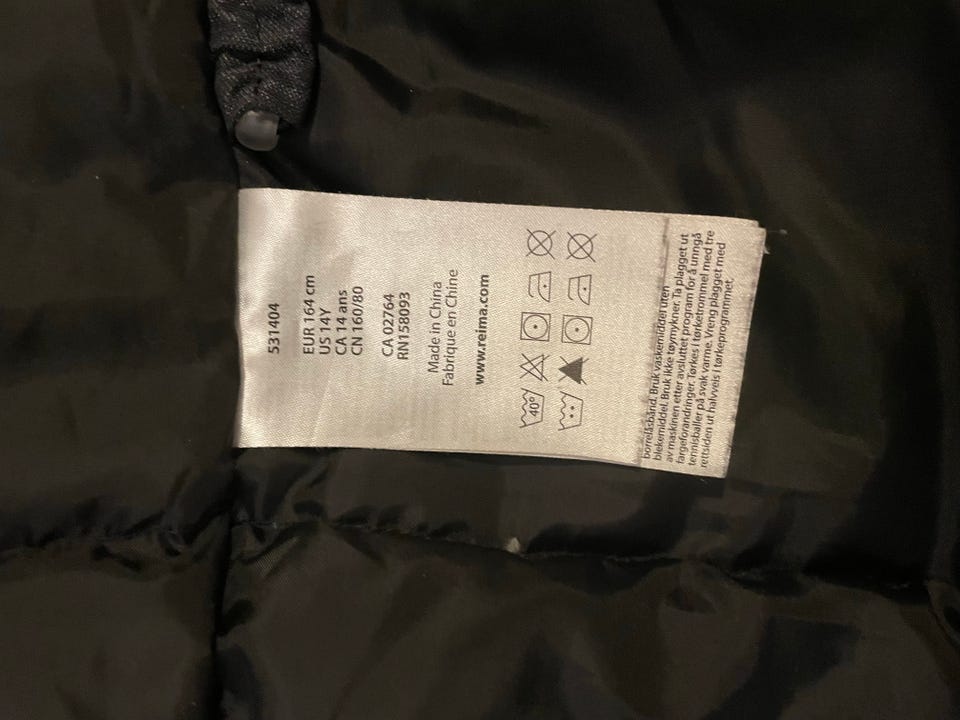 531404
EUR 164 cm
US 14Y
CA 14 ans
CN 160/80
CA 02764
RN158093
Made in China
Fabrique en Chine
www.reima.com
40°
borrelåsbånd. Bruk vaskemiddel uten
blekemiddel. Bruk ikke tøymykner. Ta plagget ut
av maskinen etter avsluttet program for å unngå
fargeforandringer. Tørkes i tørketrommel med tre
tennisballer på svak varme. Vreng plagget med
rettsiden ut halvveis i tørkeprogrammet.